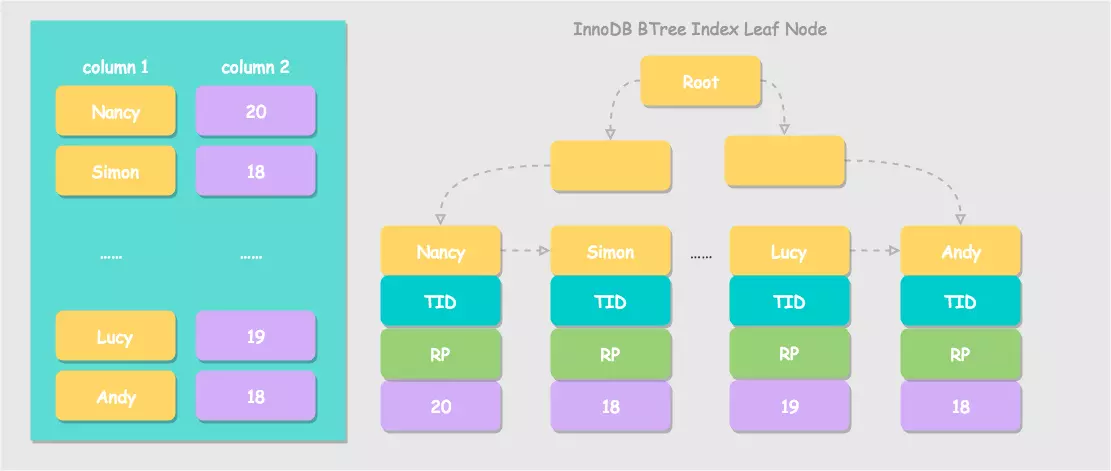 column 1 column 2
Nancy 20
Simon 18
…… ……
Lucy 19
Andy 18
InnoDB BTree Index Leaf Node
Root
Nancy Simon …… Lucy Andy
TID TID TID TID
RP RP RP RP
20 18 19 18